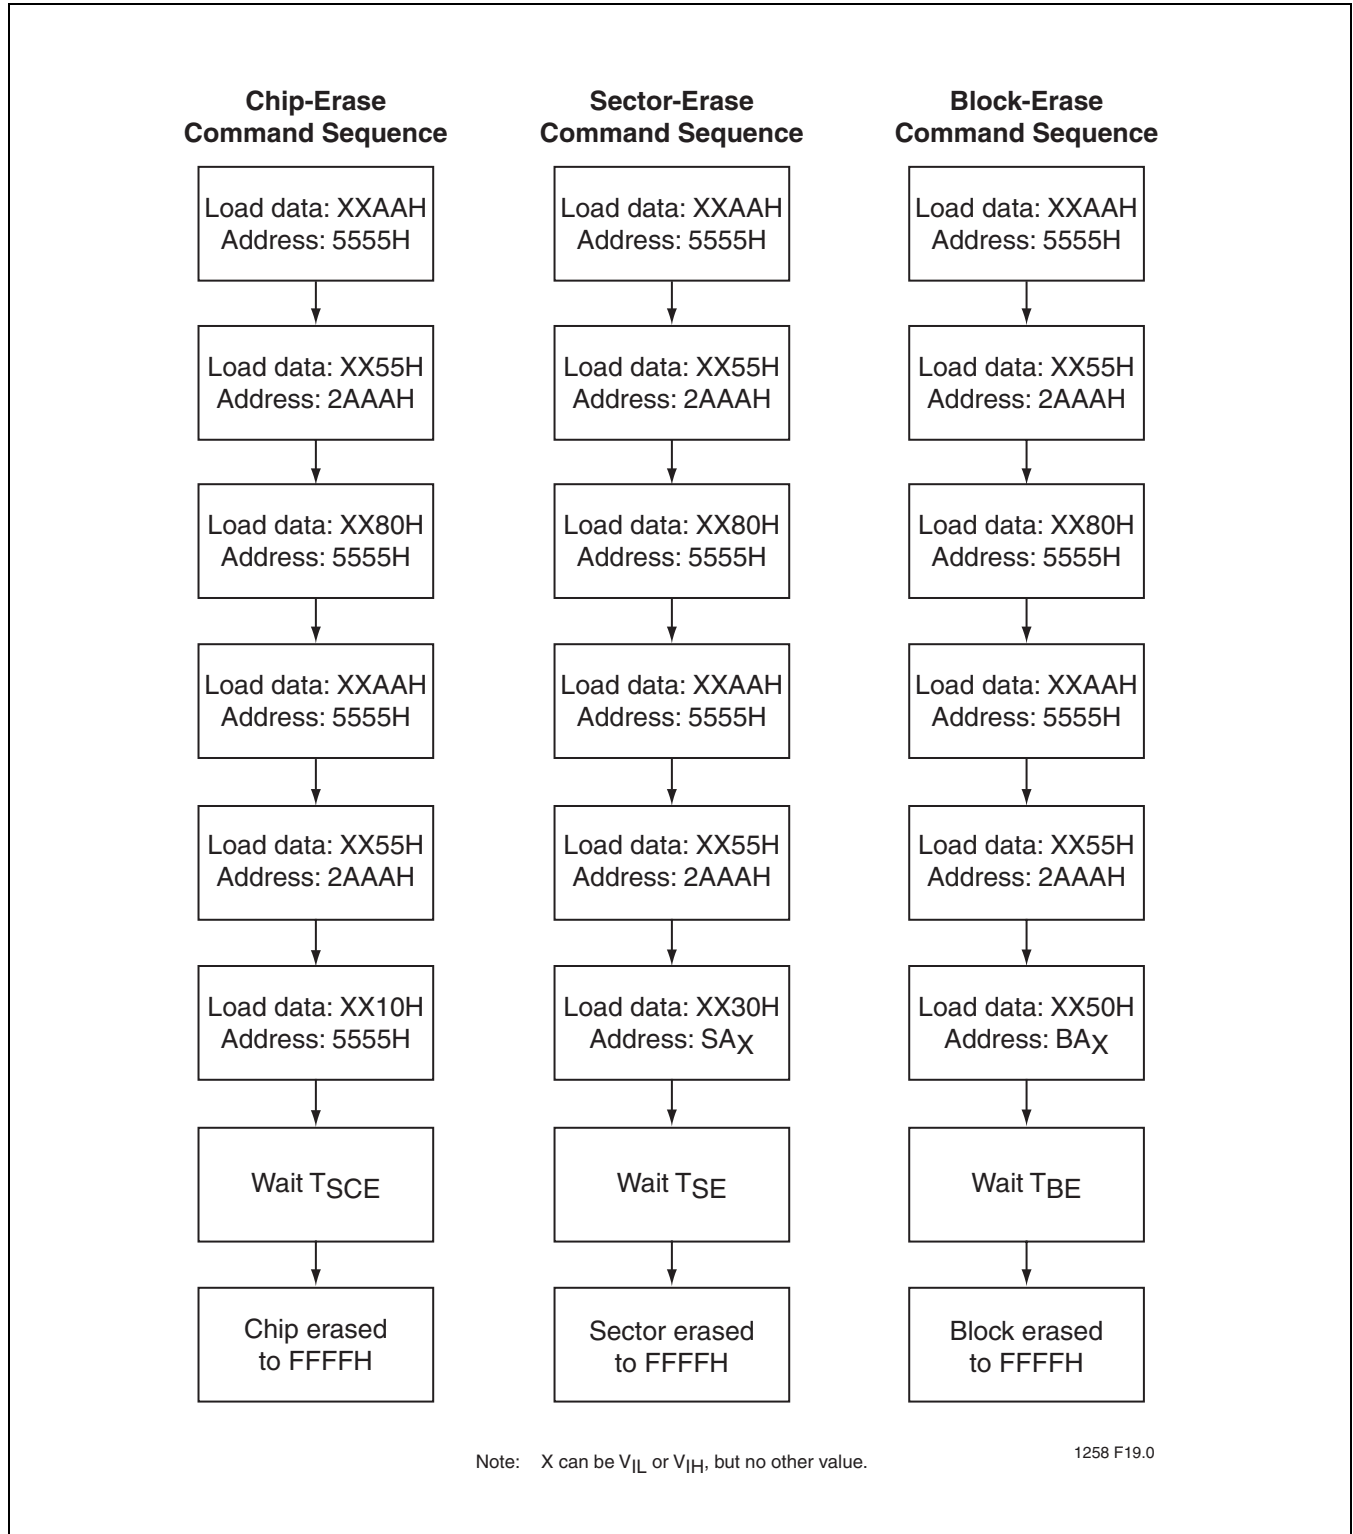 Chip-Erase
Command Sequence
Load data: XXAAH
Address: 5555H
Load data: XX55H
Address: 2AAAH
Load data: XX80H
Address: 5555H
Load data: XXAAH
Address: 5555H
Load data: XX55H
Address: 2AAAH
Load data: XX10H
Address: 5555H
Wait TSCE
Chip erased
to FFFFH
Sector-Erase
Command Sequence
Load data: XXAAH
Address: 5555H
Load data: XX55H
Address: 2AAAH
Load data: XX80H
Address: 5555H
Load data: XXAAH
Address: 5555H
Load data: XX55H
Address: 2AAAH
Load data: XX30H
Address: SAX
Wait TSE
Sector erased
to FFFFH
Block-Erase
Command Sequence
Load data: XXAAH
Address: 5555H
Load data: XX55H
Address: 2AAAH
Load data: XX80H
Address: 5555H
Load data: XXAAH
Address: 5555H
Load data: XX55H
Address: 2AAAH
Load data: XX50H
Address: BAX
Wait TBE
Block erased
to FFFFH
Note: X can be VIL or VIH, but no other value.
1258 F19.0